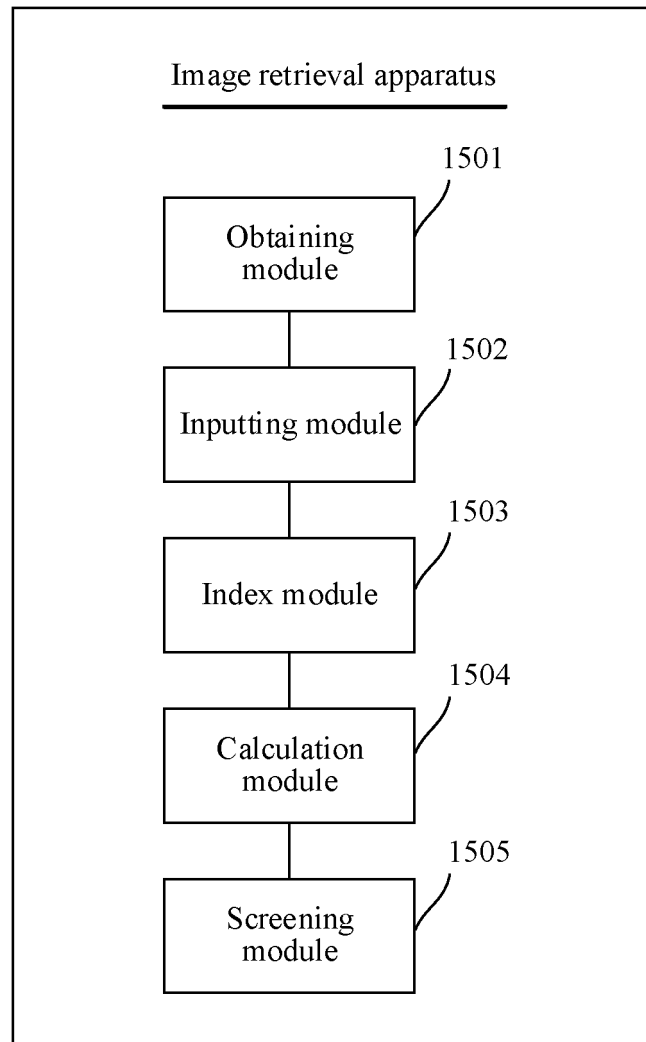 Image retrieval apparatus
1501
Obtaining
module
1502
Inputting module
1503
Index module
1504
Calculation
module
1505
Screening
module